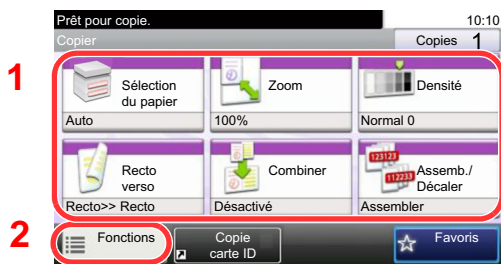 Prêt pour copie.
10:10
Copier
Copies 1
1
Sélection
du papier
Zoom
Densité
Auto
100%
Normal 0
Recto
verso
Combiner
123123
112233
Assemb./
Décaler
Recto>> Recto
Désactivé
Assembler
2
Fonctions
Copie
carte ID
Favoris